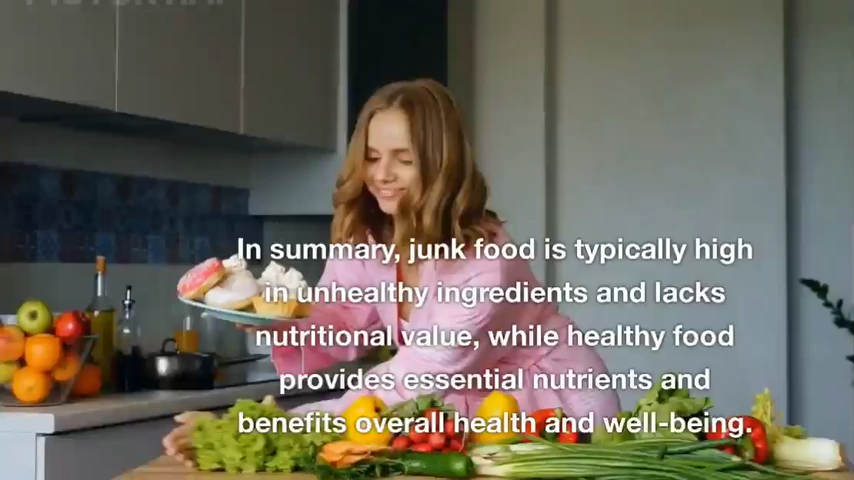 In summary, junk food is typically high
in unhealthy ingredients and lacks
nutritional value, while healthy food
provides essential nutrients and
benefits overall health and well-being.